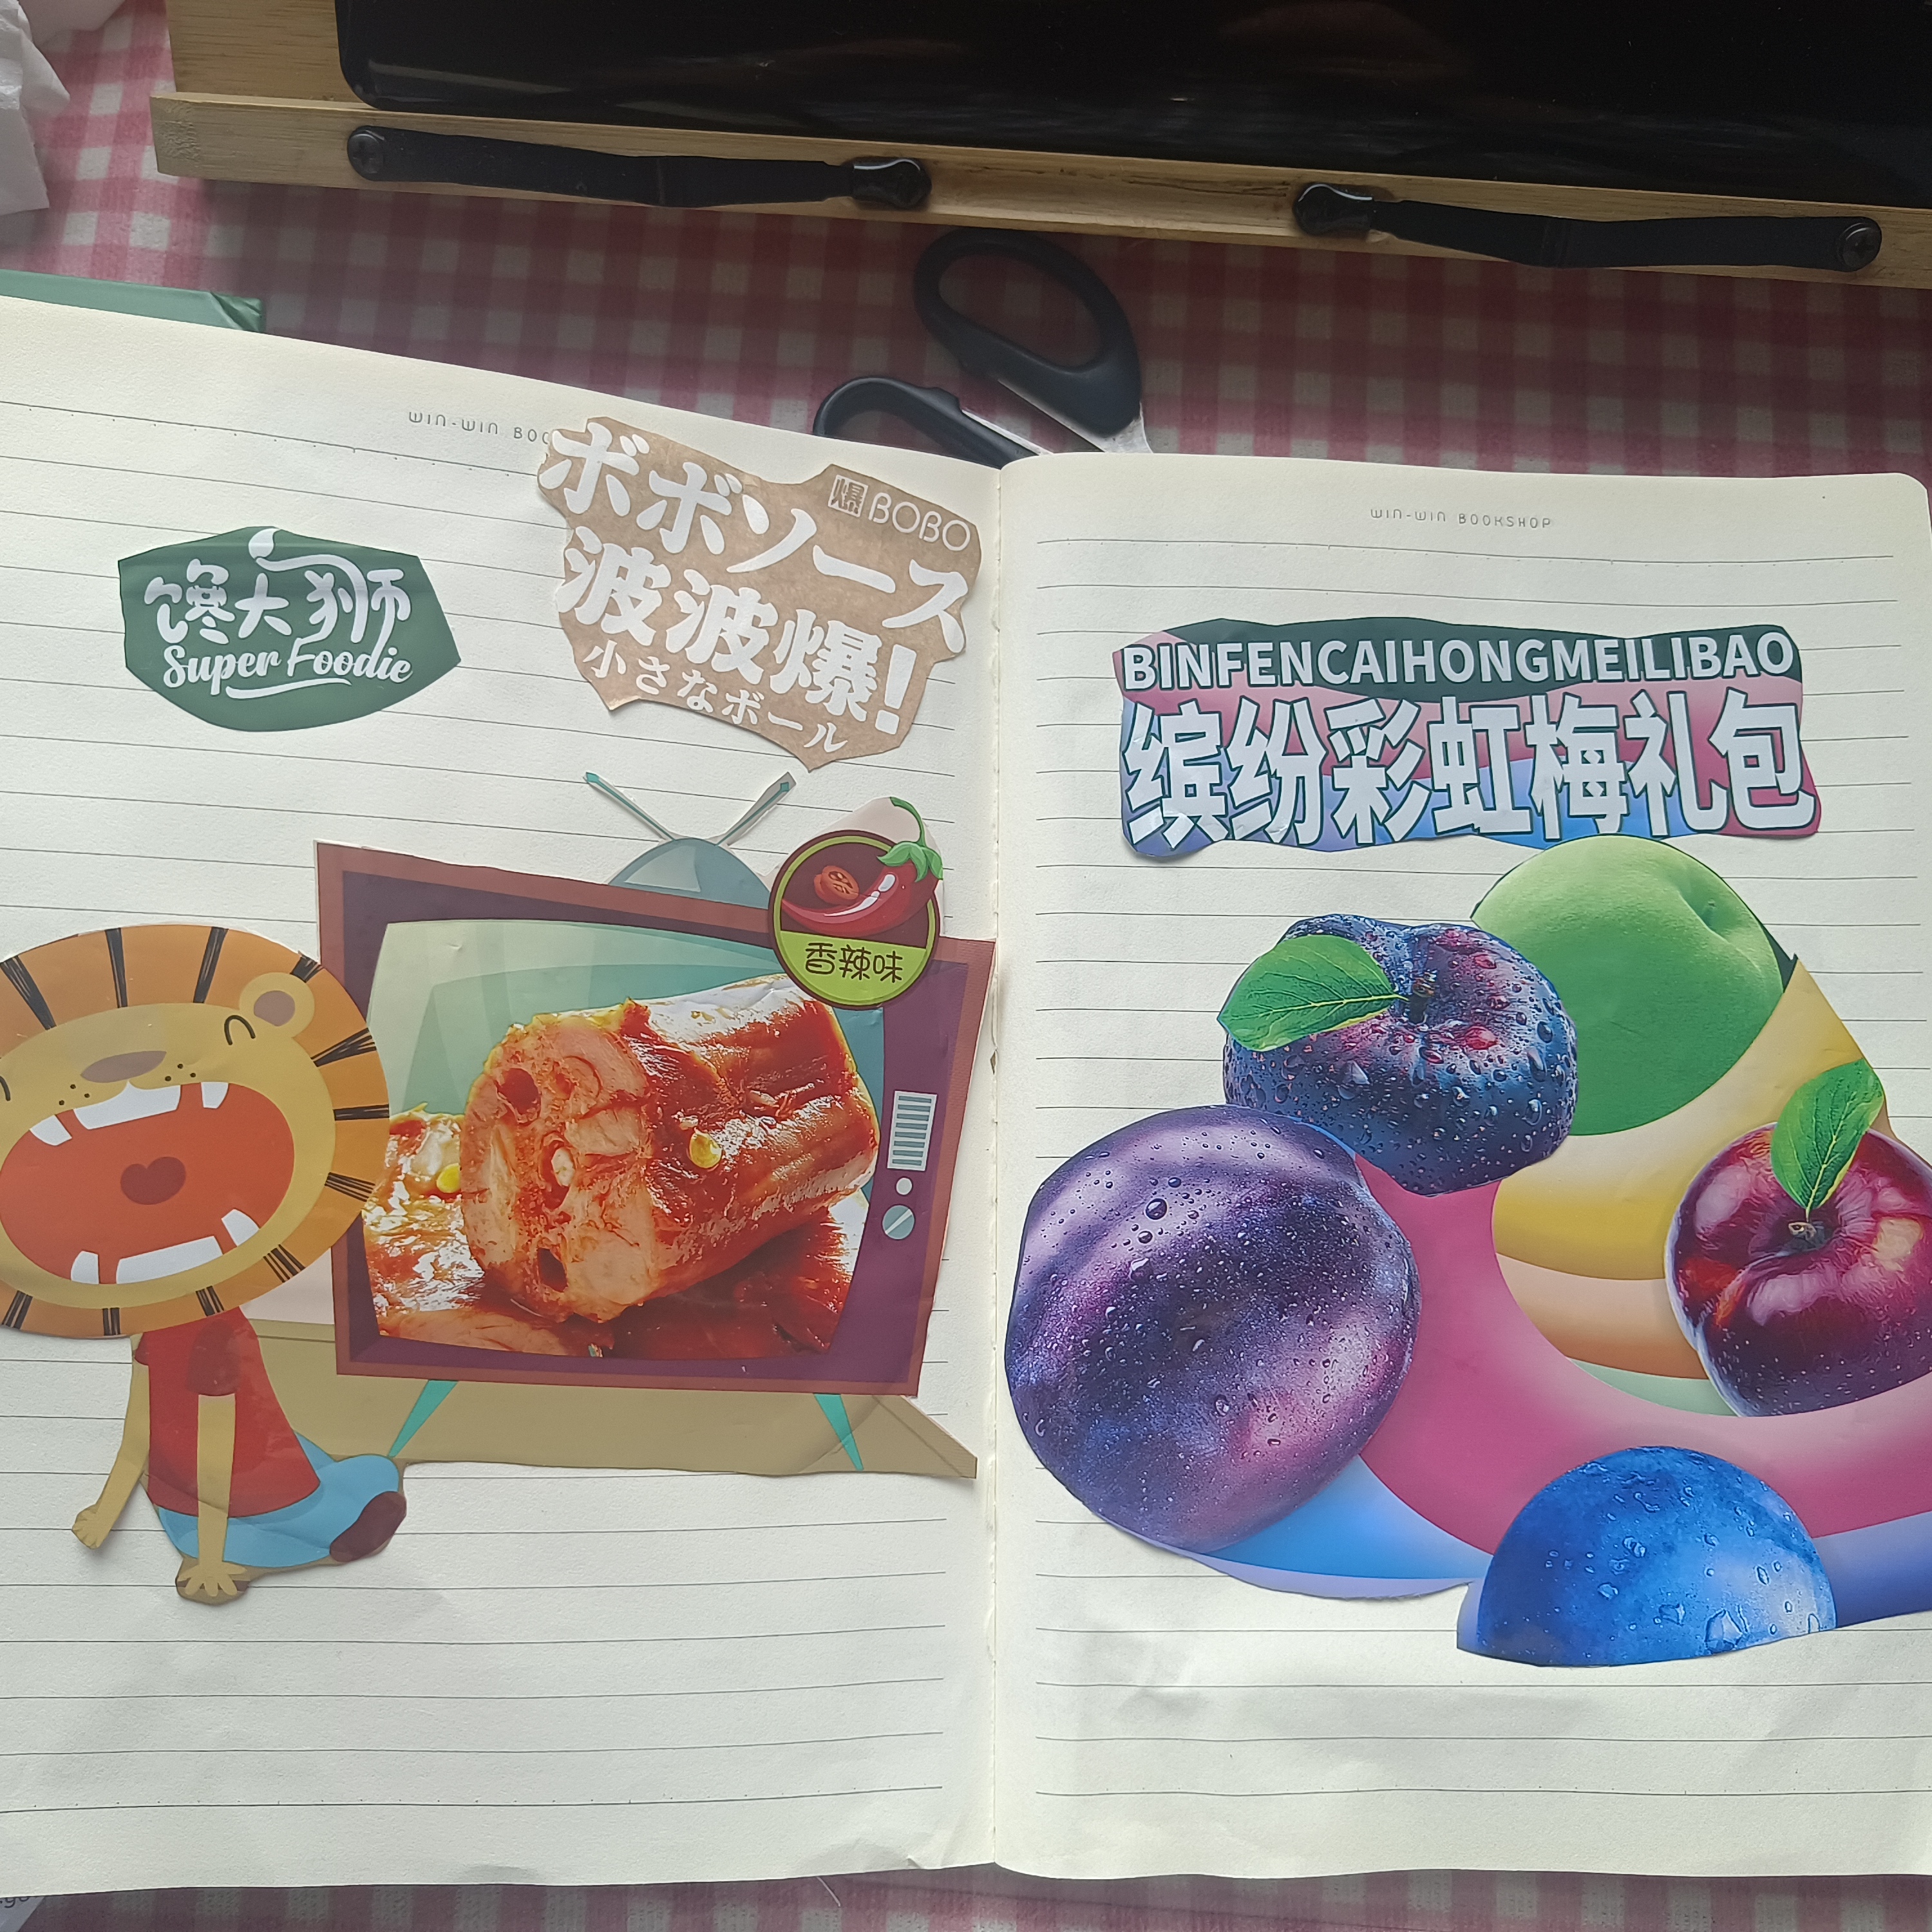 WIN-WIN BOO
馋大狮
Super Foodie
爆 BOBO
ボボソース
波波爆!
小さなボール
香辣味
WIN-WIN BOOKSHOP
BINFENCAIHONGMEILIBAO
缤纷彩虹梅礼包